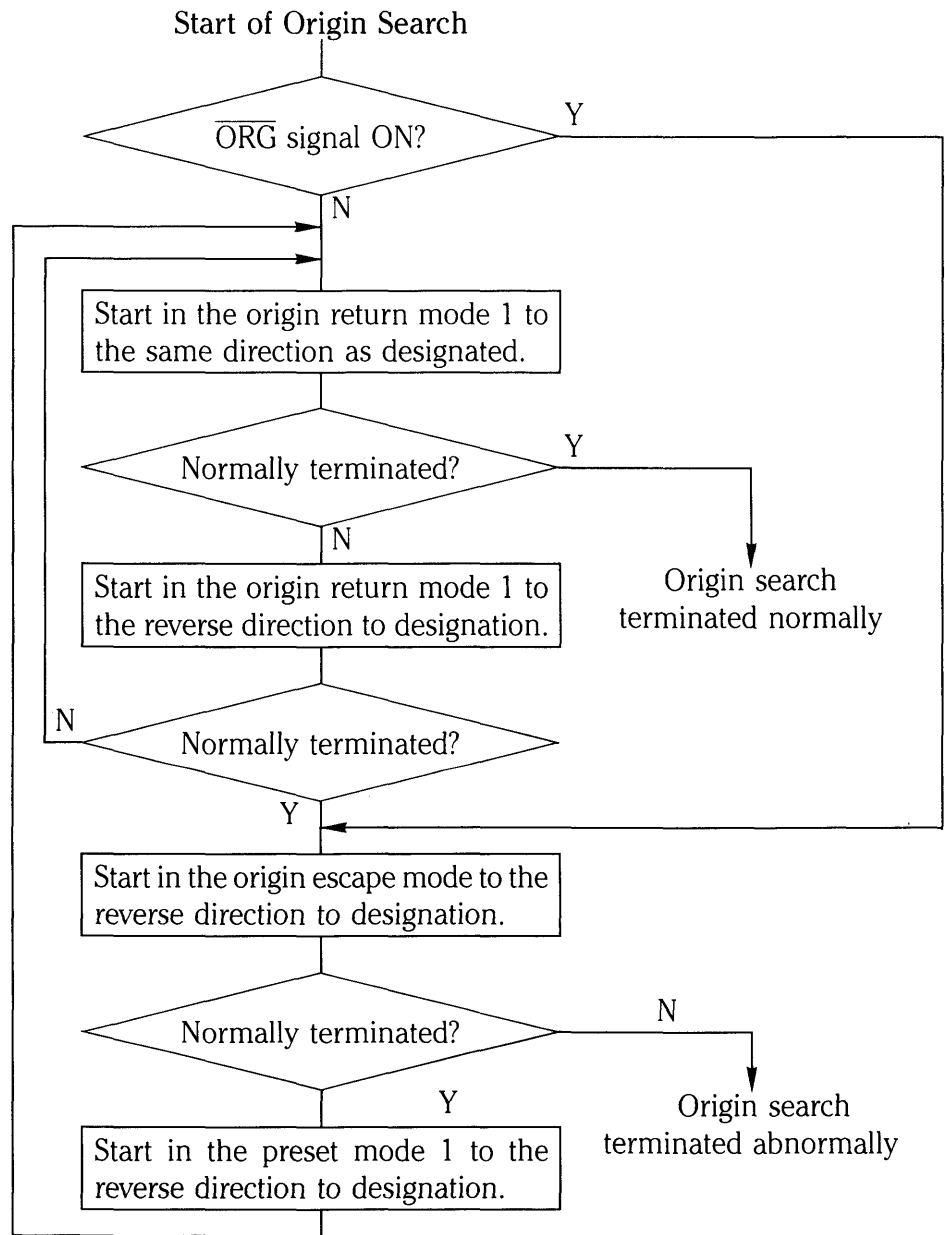 Start of Origin Search
ORG signal ON?
Y
N
Start in the origin return mode 1 to
the same direction as designated.
Normally terminated?
Y
N
Start in the origin return mode 1 to
the reverse direction to designation.
Origin search
terminated normally
N
Normally terminated?
Y
Start in the origin escape mode to the
reverse direction to designation.
Normally terminated?
N
Y
Origin search
terminated abnormally
Start in the preset mode 1 to the
reverse direction to designation.